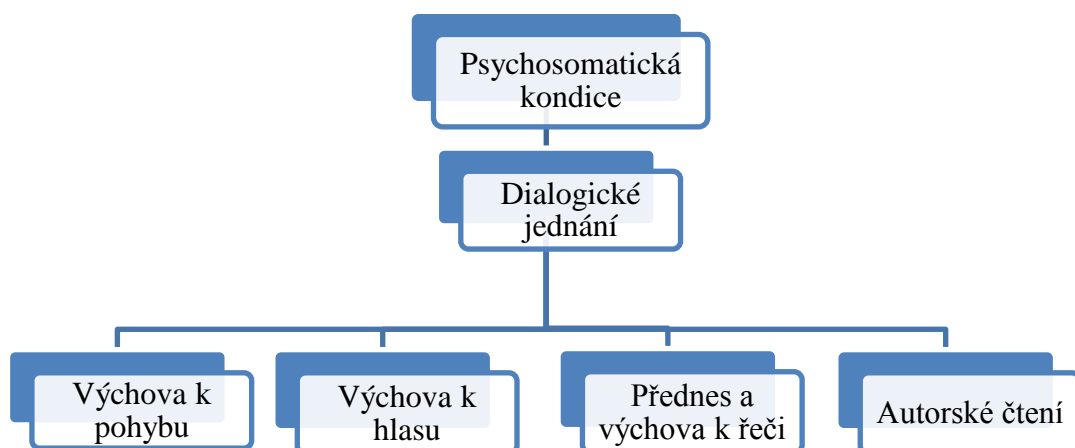 Psychosomatická
kondice
Dialogické
jednání
Výchova k
pohybu
Výchova k
hlasu
Přednes a
výchova k řeči
Autorské čtení